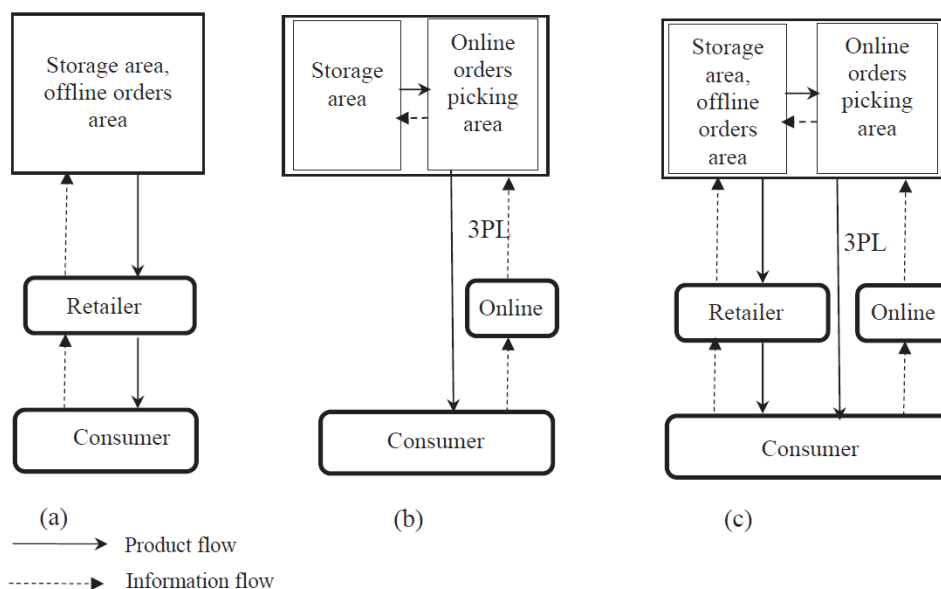 Storage area,
offline orders
area
Retailer
Consumer
(a)
Storage
area
Online
orders
picking
area
3PL
Online
Consumer
(b)
Storage
area,
offline
orders
area
Online
orders
picking
area
3PL
Retailer
Online
Consumer
(c)
Product flow
Information flow